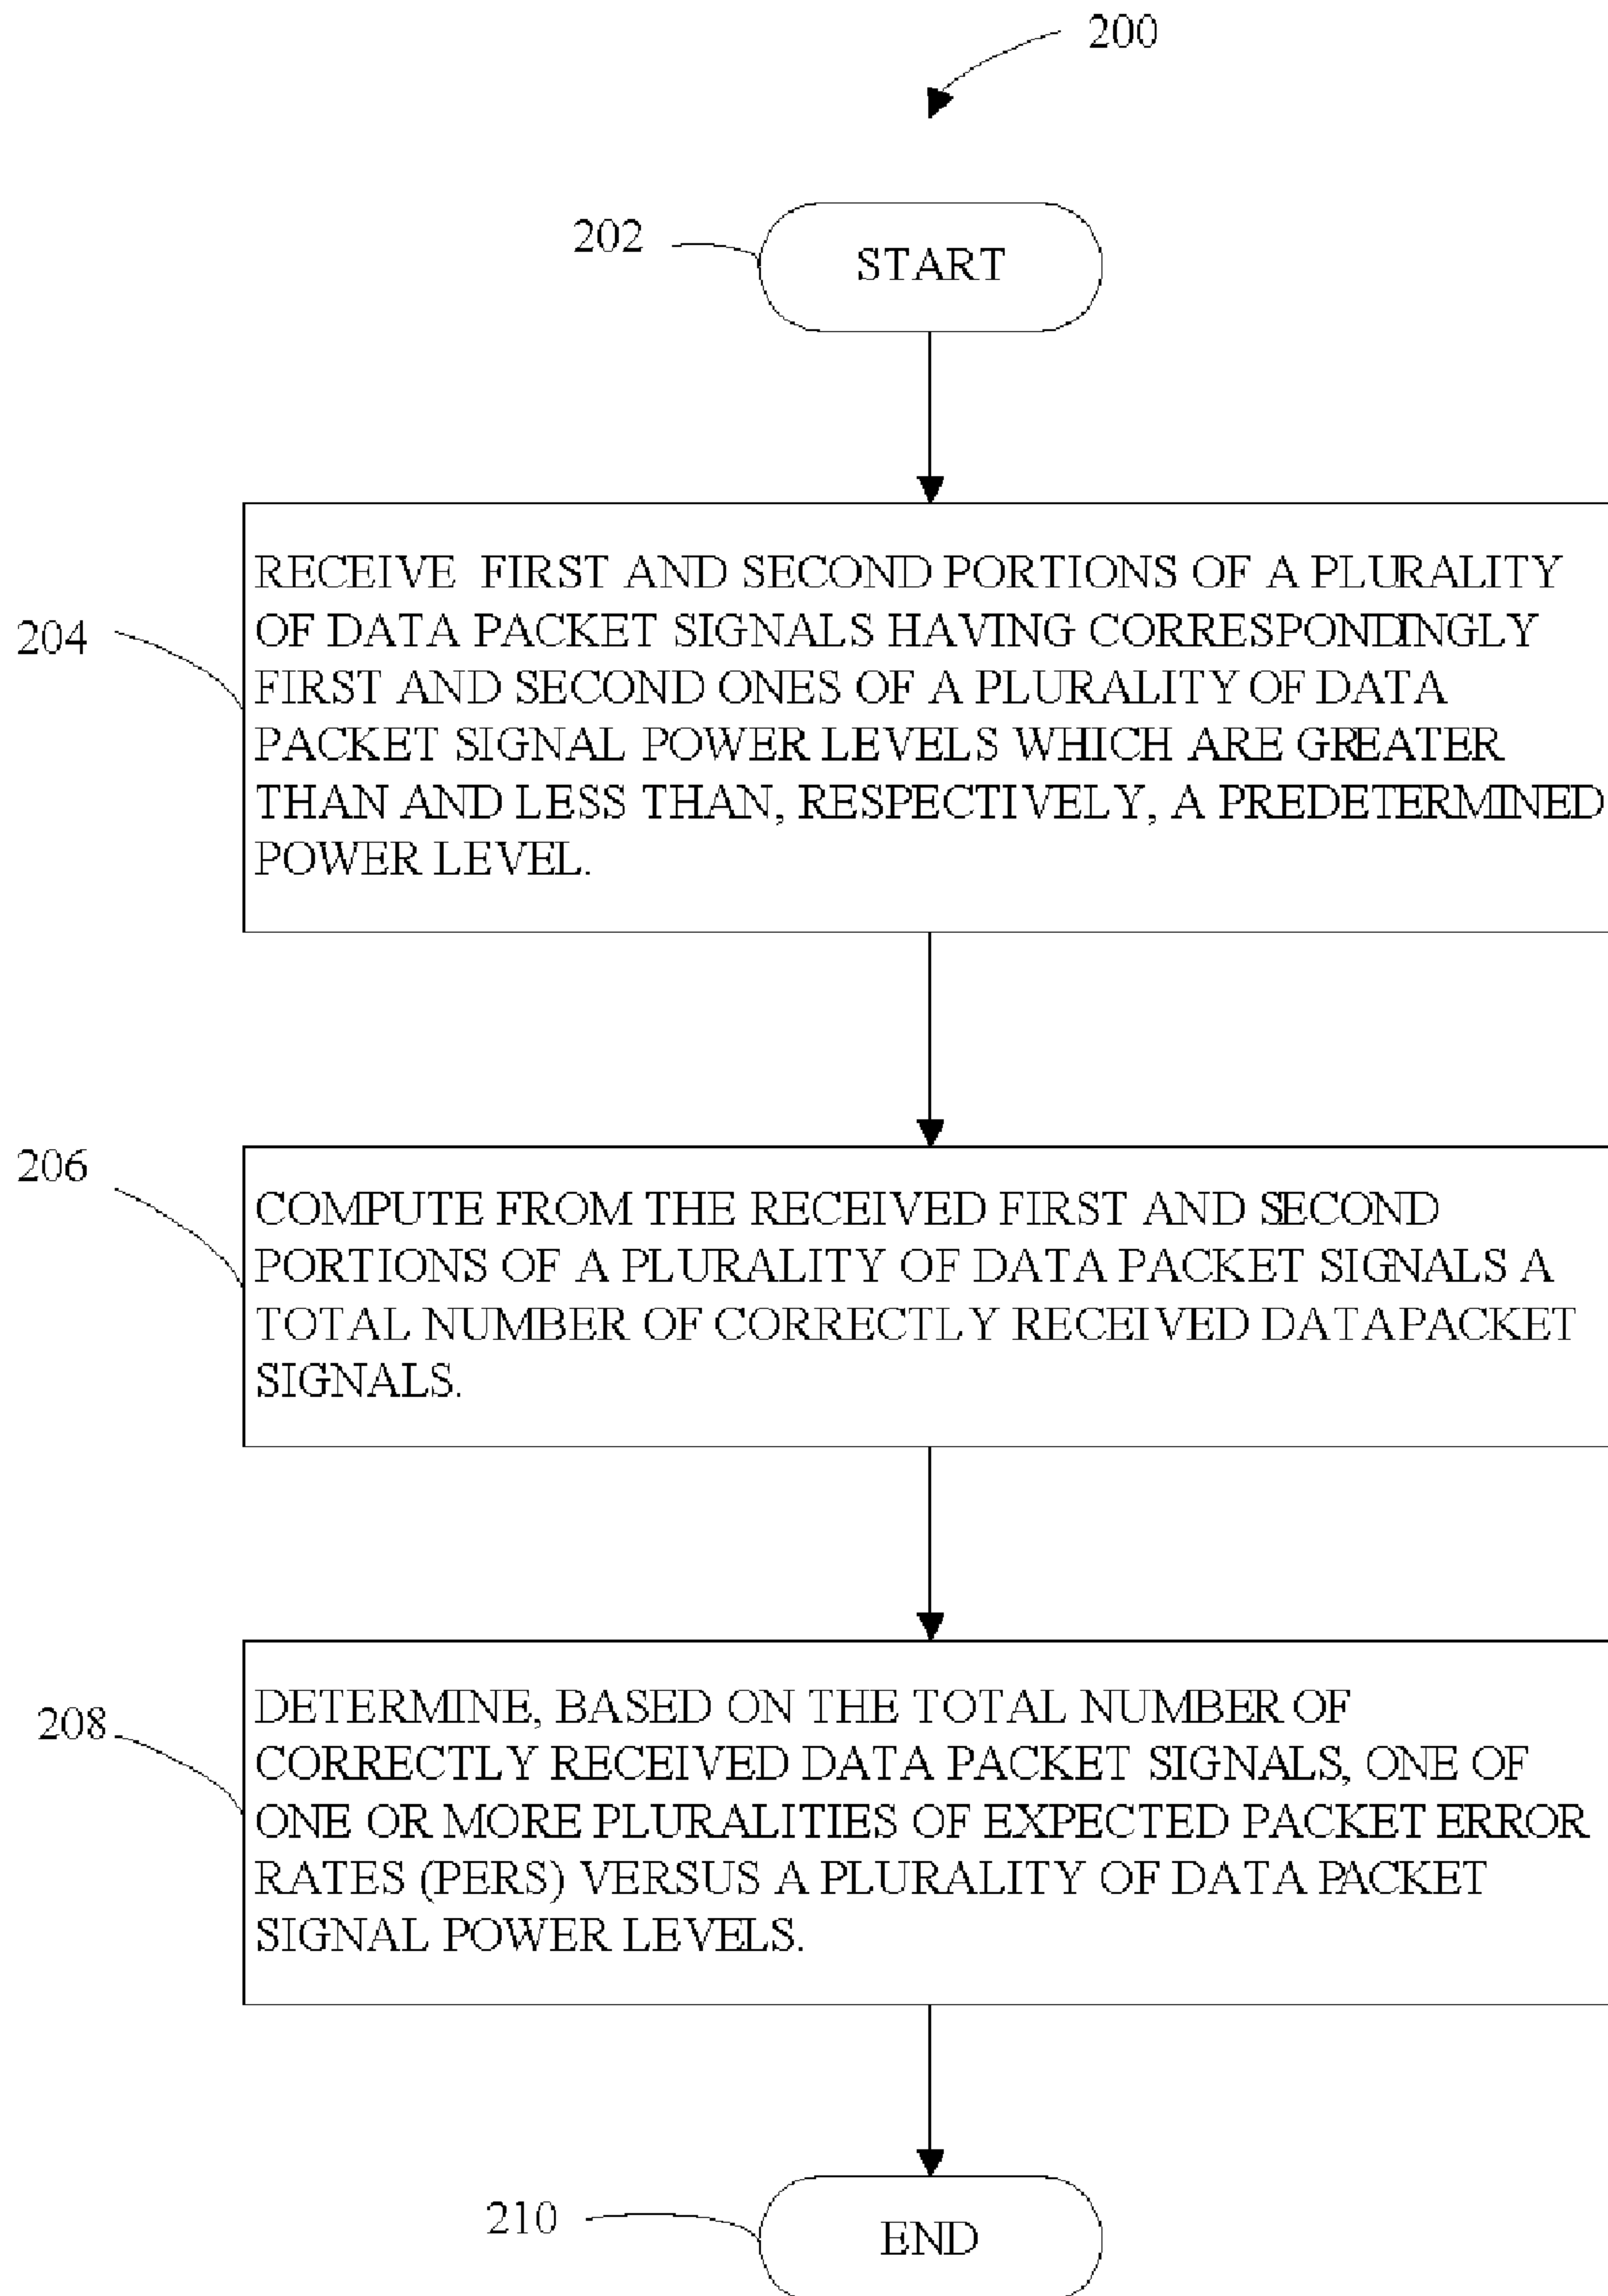 200
202
START
204
RECEIVE FIRST AND SECOND PORTIONS OF A PLURALITY
OF DATA PACKET SIGNALS HAVING CORRESPONDINGLY
FIRST AND SECOND ONES OF A PLURALITY OF DATA
PACKET SIGNAL POWER LEVELS WHICH ARE GREATER
THAN AND LESS THAN, RESPECTIVELY, A PREDETERMINED
POWER LEVEL.
206
COMPUTE FROM THE RECEIVED FIRST AND SECOND
PORTIONS OF A PLURALITY OF DATA PACKET SIGNALS A
TOTAL NUMBER OF CORRECTLY RECEIVED DATA PACKET
SIGNALS.
208
DETERMINE, BASED ON THE TOTAL NUMBER OF
CORRECTLY RECEIVED DATA PACKET SIGNALS, ONE OF
ONE OR MORE PLURALITIES OF EXPECTED PACKET ERROR
RATES (PERS) VERSUS A PLURALITY OF DATA PACKET
SIGNAL POWER LEVELS.
210
END